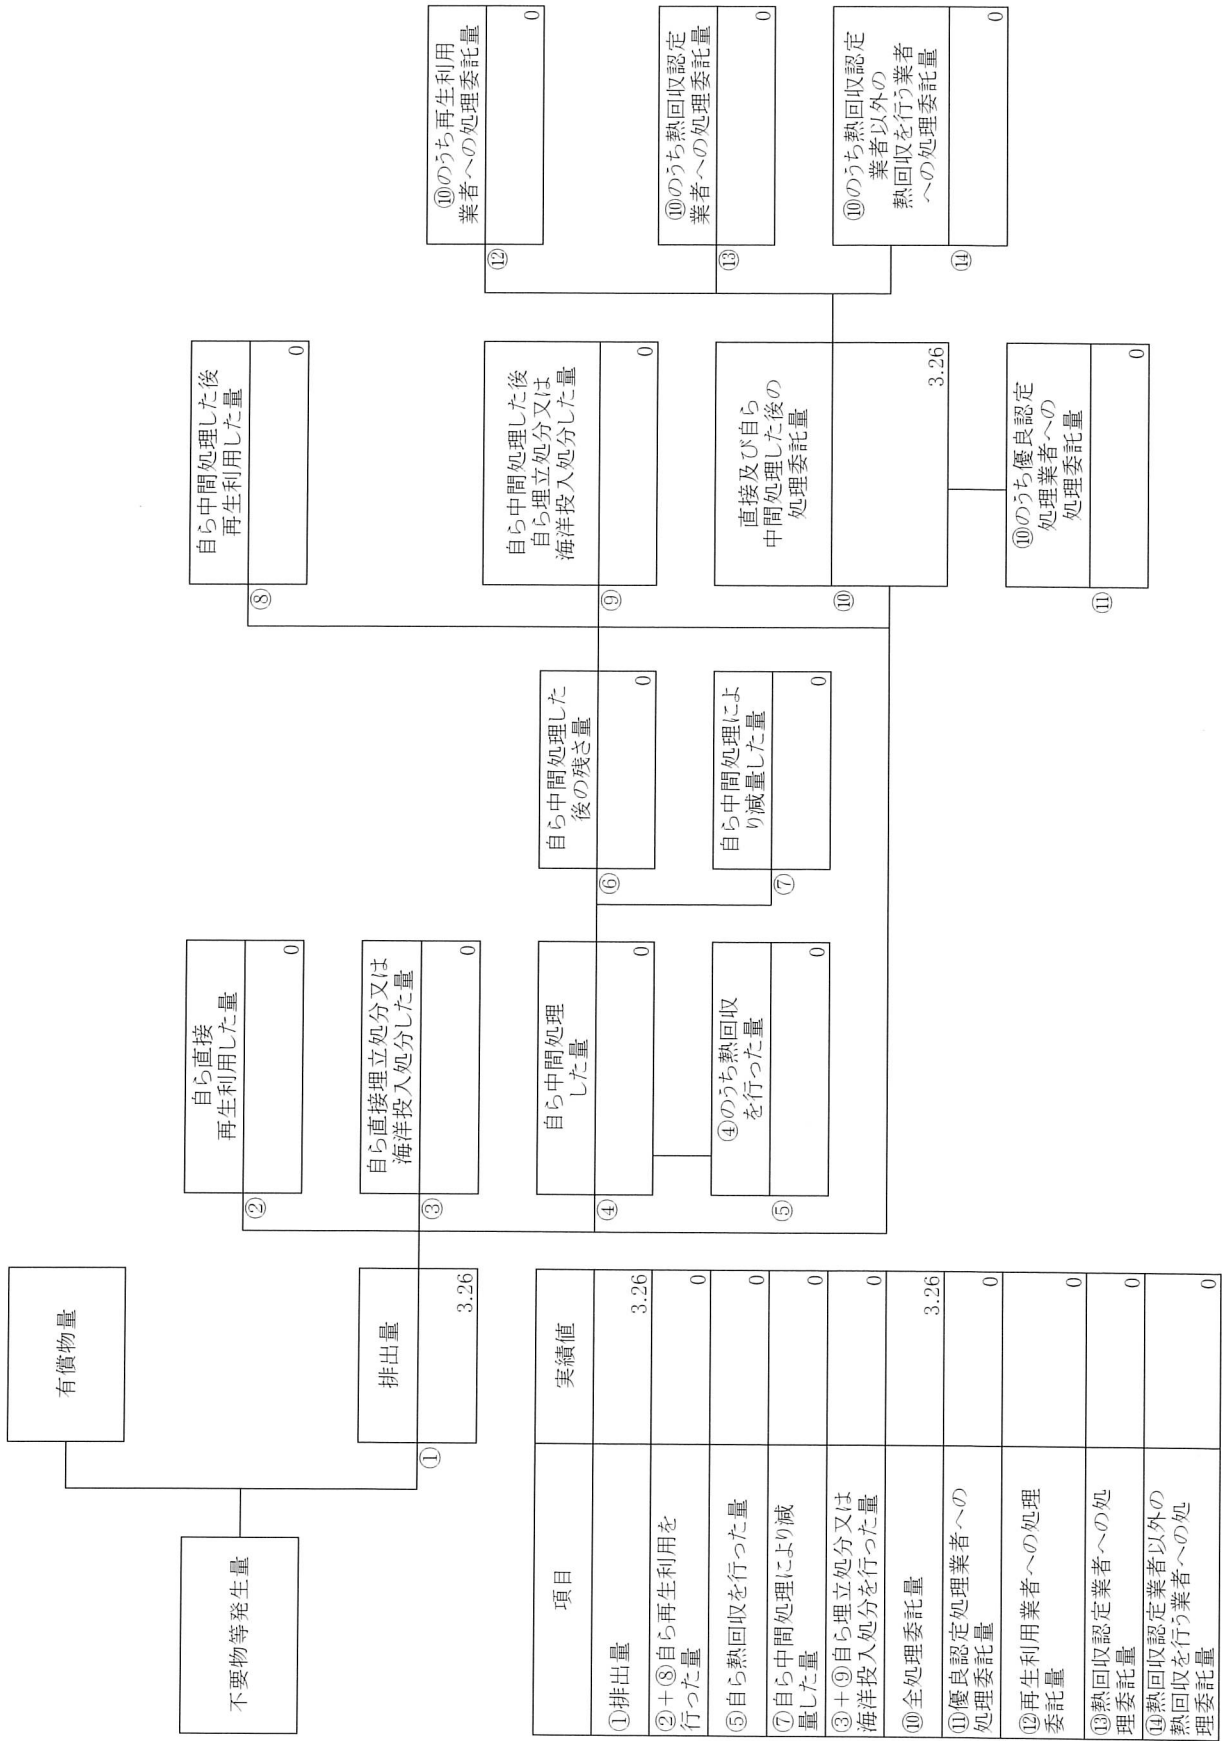 不要物等発生量
有償物量
①
排出量
3.26
②
自ら直接
再生利用した量
0
③
自ら直接埋立処分又は
海洋投入処分した量
0
④
自ら中間処理
した量
0
⑤
④のうち熱回収
を行った量
0
⑥
自ら中間処理した
後の残さ量
0
⑦
自ら中間処理によ
り減量した量
0
⑧
自ら中間処理した後
再生利用した量
0
⑨
自ら中間処理した後
自ら埋立処分又は
海洋投入処分した量
0
⑩
直接及び自ら
中間処理した後の
処理委託量
3.26
⑪
⑩のうち優良認定
処理業者への
処理委託量
0
⑫
⑩のうち再生利用
業者への処理委託量
0
⑬
⑩のうち熱回収認定
業者への処理委託量
0
⑭
⑩のうち熱回収認定
業者以外の
熱回収を行う業者
への処理委託量
0
項目 実績値
①排出量 3.26
②+⑧自ら再生利用を
行った量 0
⑤自ら熱回収を行った量 0
⑦自ら中間処理により減
量した量 0
③+⑨自ら埋立処分又は
海洋投入処分を行った量 0
⑩全処理委託量 3.26
⑪優良認定処理業者への
処理委託量 0
⑫再生利用業者への処理
委託量 0
⑬熱回収認定業者への処
理委託量 0
⑭熱回収認定業者以外の
熱回収を行う業者への処
理委託量 0